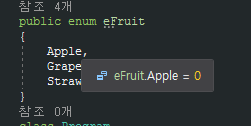 참조 4개
public enum eFruit
{
Apple,
Grape
eFruit.Apple = 0
Straw
}
참조 0개
class Program